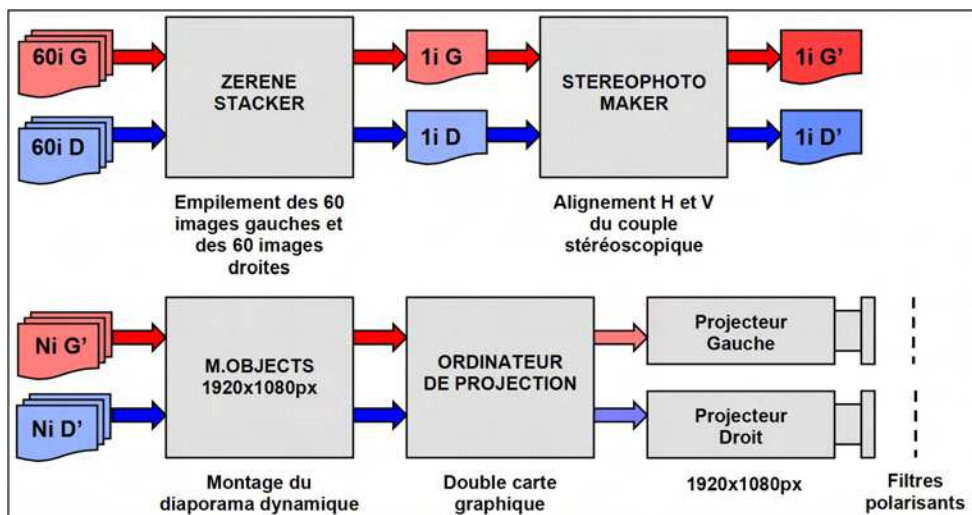 60i G
ZERENE
STACKER
1i G
STEREOPHOTO
MAKER
1i G’
60i D
1i D
1i D’
Empilement des 60
images gauches et
des 60 images
droites
Alignement H et V
du couple
stéréoscopique
Ni G’
M.OBJECTS
1920x1080px
ORDINATEUR
DE PROJECTION
Projecteur
Gauche
Ni D’
Projecteur
Droit
Montage du
diaporama dynamique
Double carte
graphique
1920x1080px
Filtres
polarisants